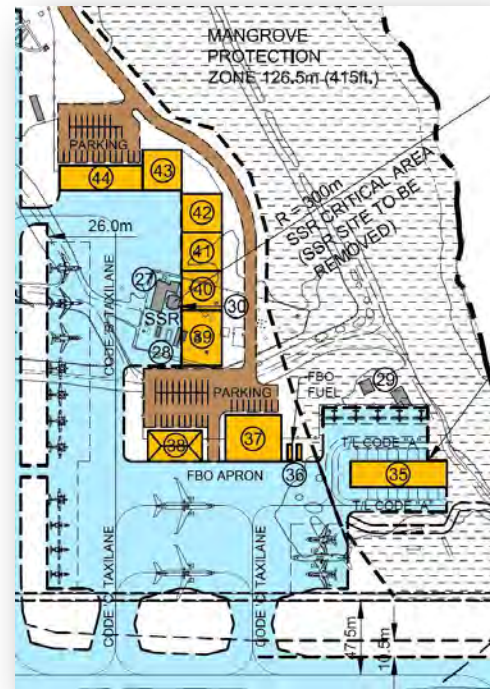 MANGROVE
PROTECTION
ZONE 126.5m (415ft.)
PARKING
44
43
R = 300m
SSR CRITICAL AREA
(SSR SITE TO BE
REMOVED)
42
26.0m
41
27
40
30
SSR
39
28
CODE 'B' TAXILANE
FBO
FUEL
29
PARKING
T/L CODE "A"
38
37
36
35
FBO APRON
T/L CODE "A"
CODE 'C' TAXILANE
CODE 'C' TAXILANE
47.5m
10.5m